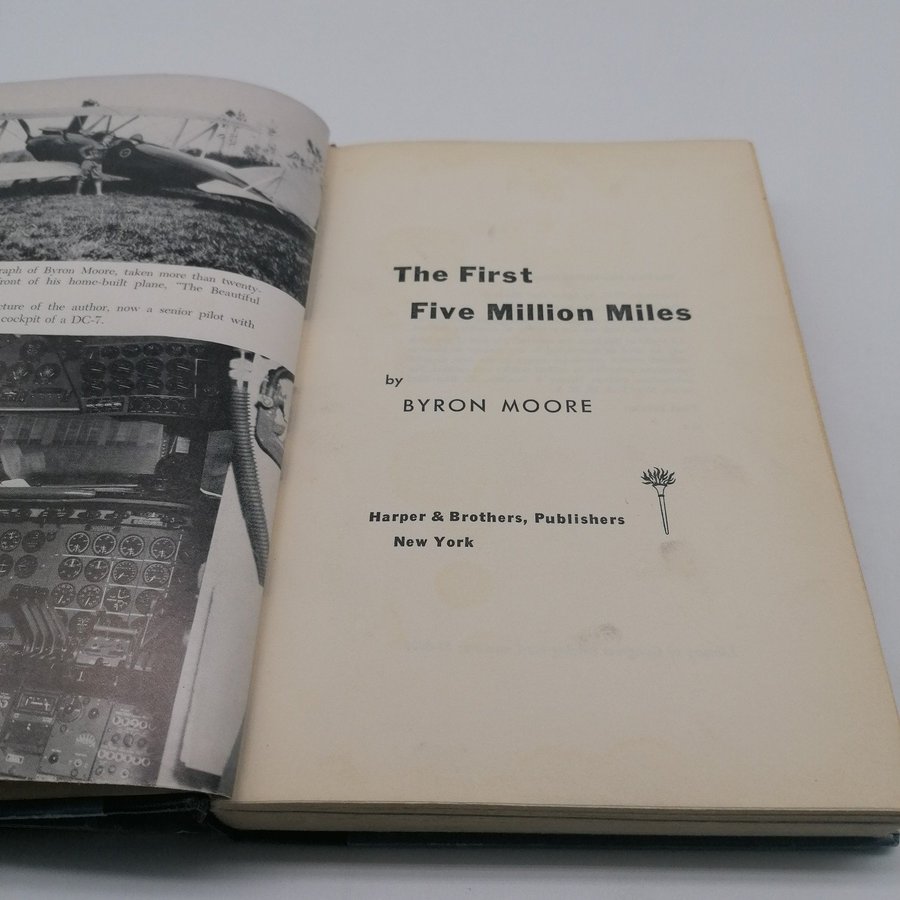 raph of Byron Moore, taken more than twenty-
front of his home-built plane, "The Beautiful
cture of the author, now a senior pilot with
cockpit of a DC-7.
The First
Five Million Miles
by
BYRON MOORE
Harper & Brothers, Publishers
New York